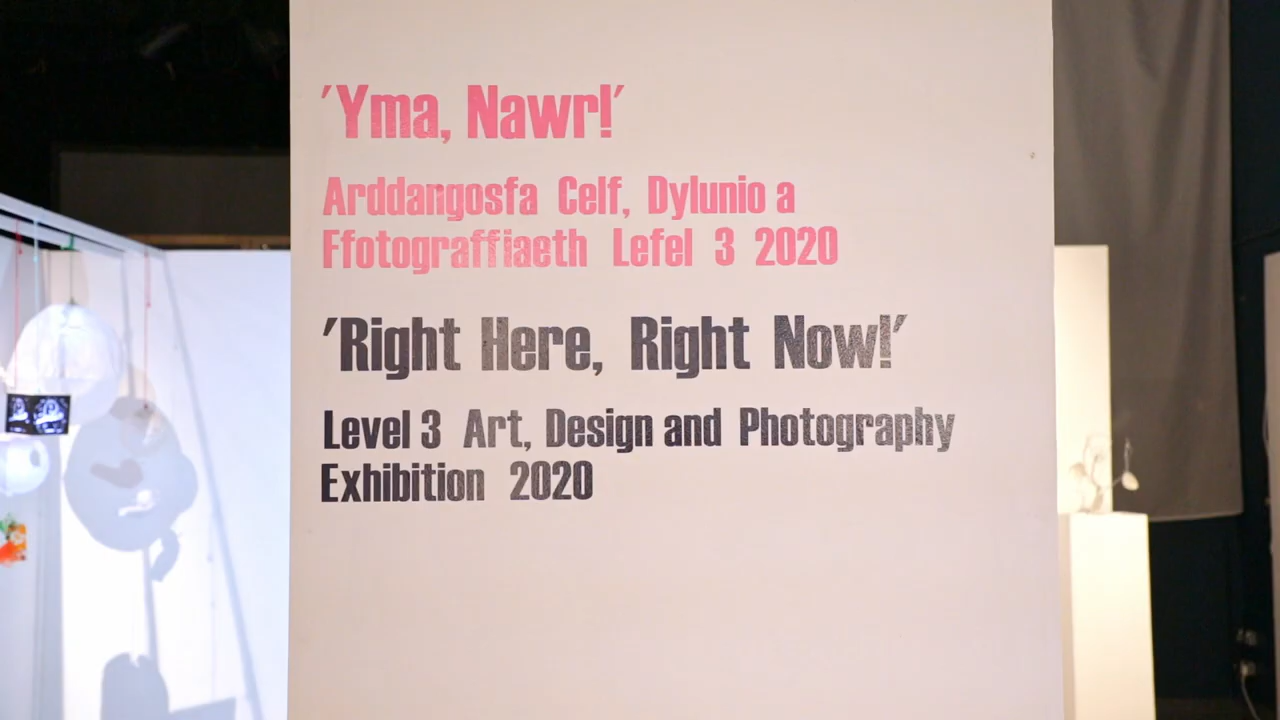 'Yma, Nawr!'
Arddangosfa Celf, Dylunio a
Ffotograffiaeth Lefel 3 2020
'Right Here, Right Now!'
Level 3 Art, Design and Photography
Exhibition 2020